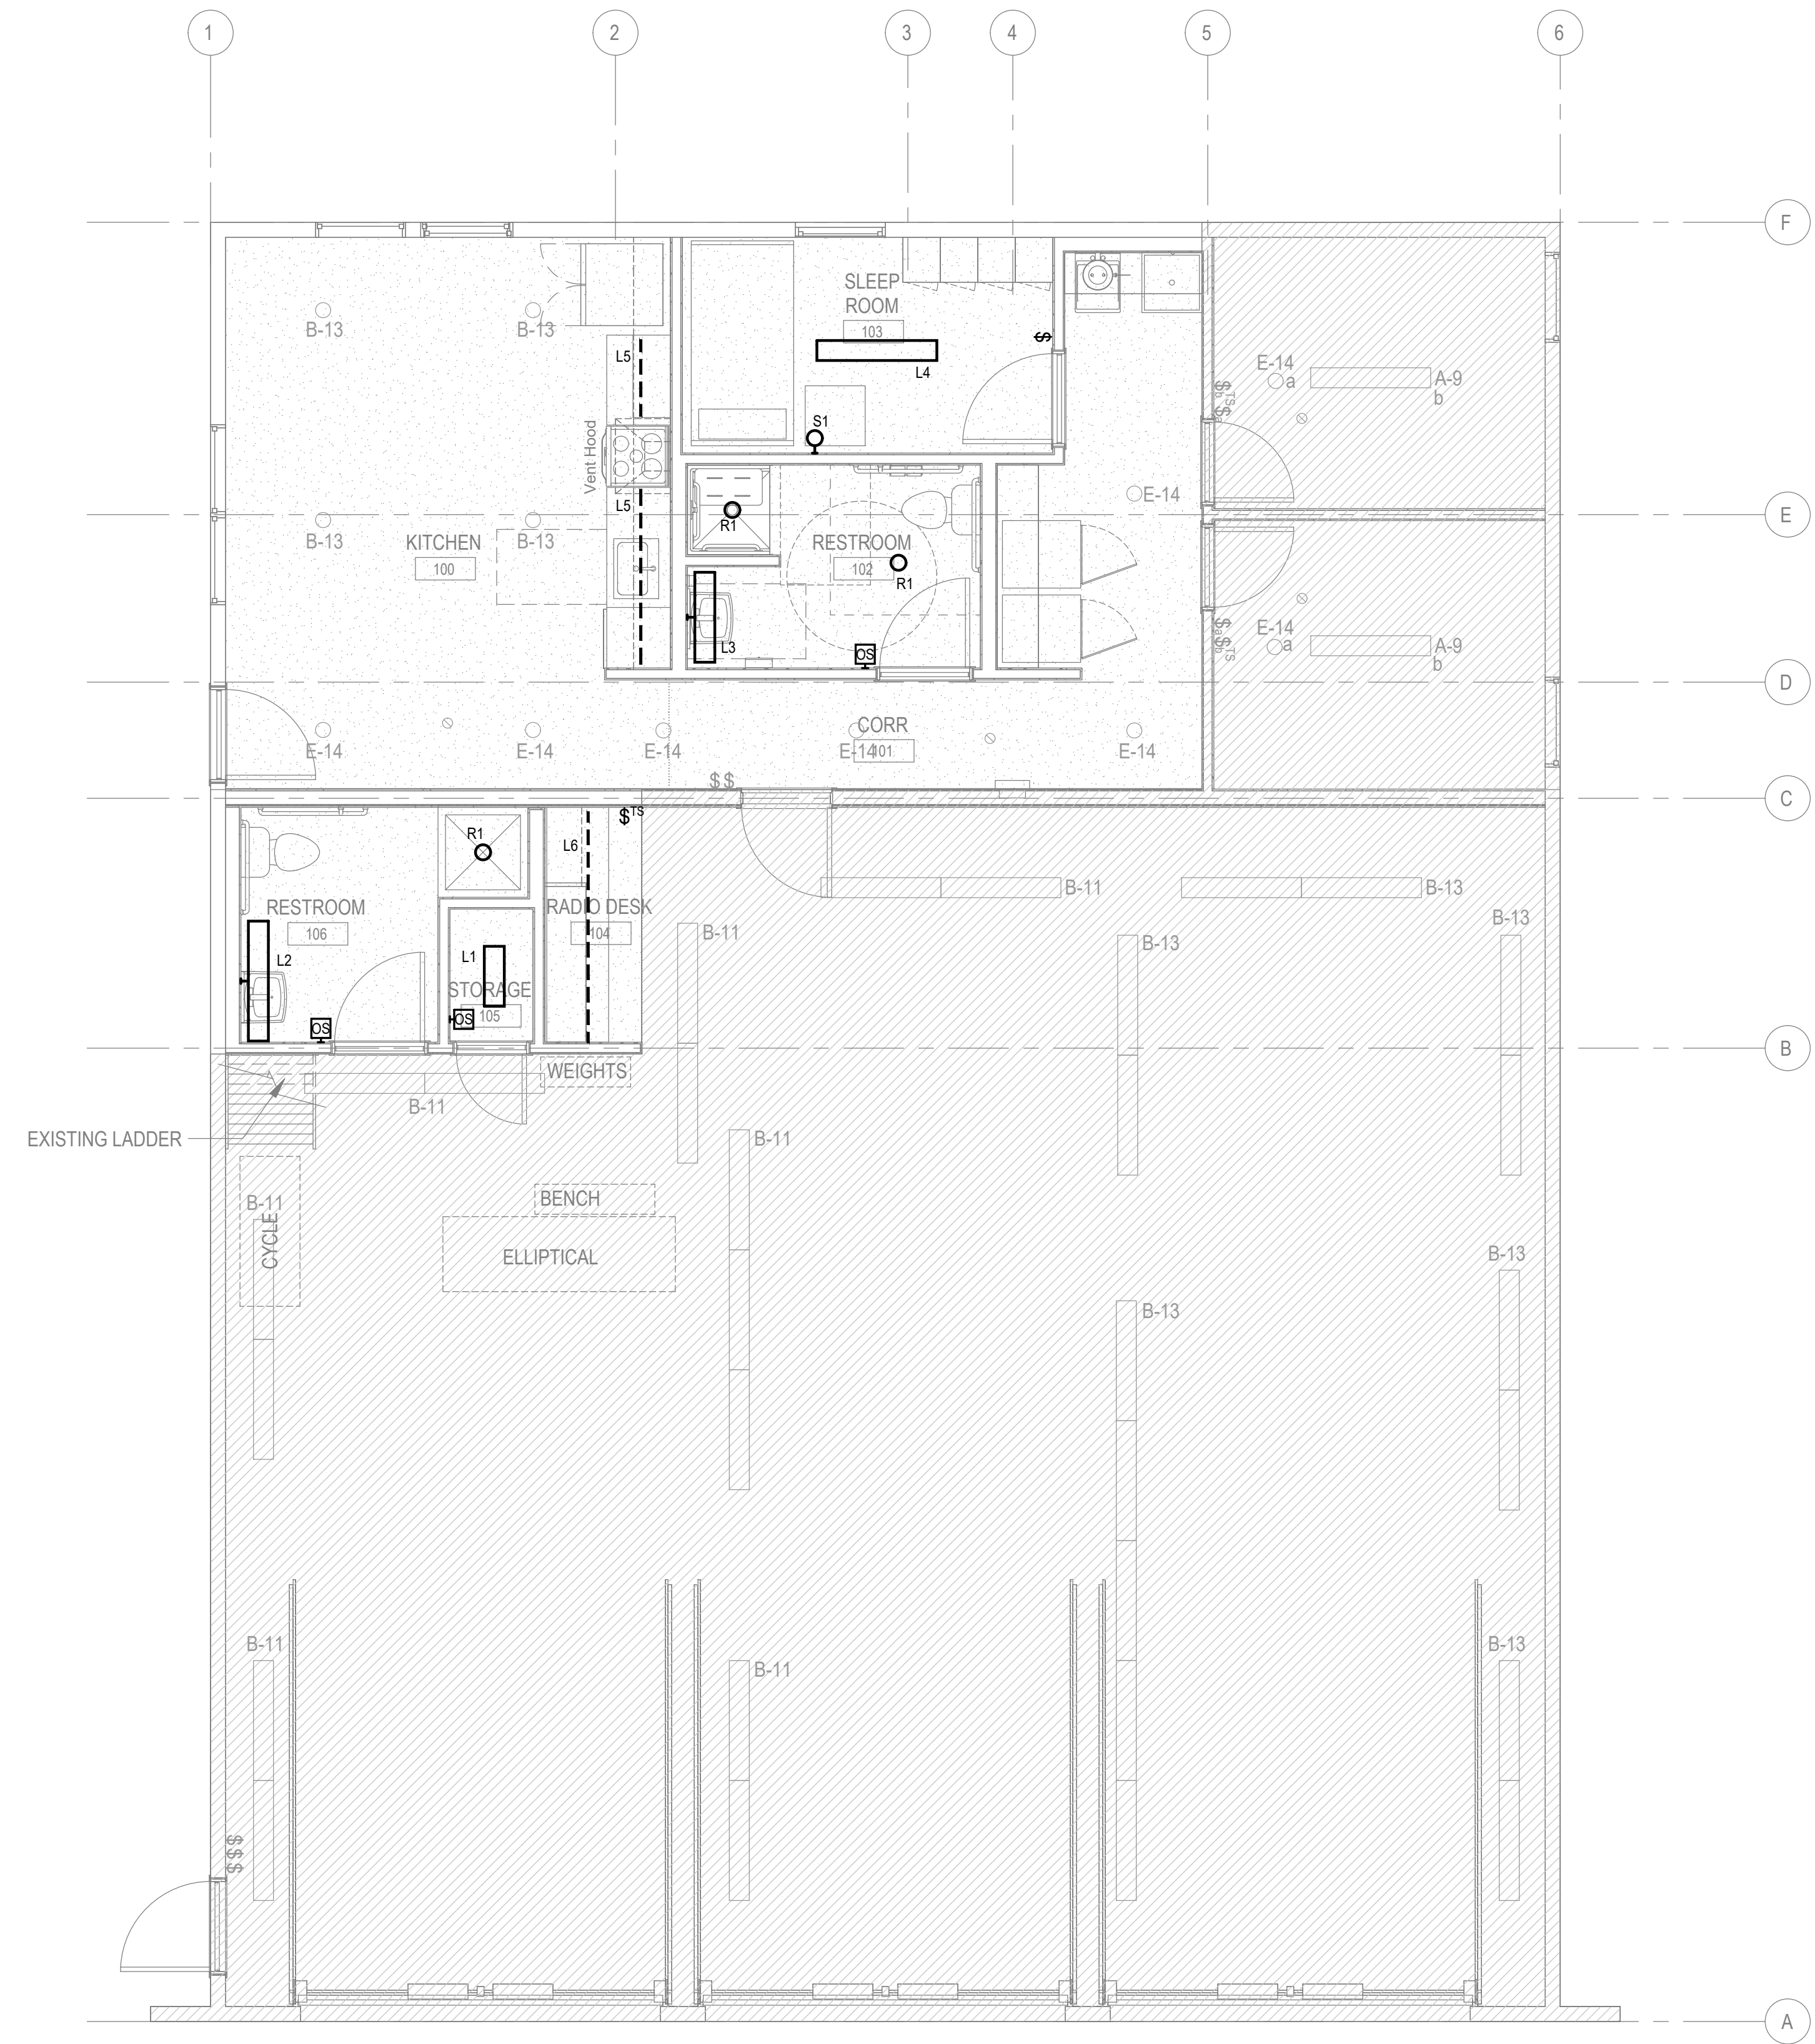 1
2
3
4
5
6
F
SLEEP
ROOM
103
$
L4
L5
B-13
B-13
E-14
a
A-9
b
$b
$a
TS
S1
Vent Hood
L5
R1
E-14
E
B-13
B-13
KITCHEN
100
RESTROOM
102
R1
L3
OS
E-14
a
A-9
b
$a
$b
TS
D
CORR
101
E-14
E-14
E-14
E-14
E-14
$ $
C
$TS
R1
L6
B-11
B-13
RESTROOM
106
RADIO DESK
104
B-11
B-13
B-13
L2
L1
STORAGE
105
OS
OS
B
WEIGHTS
B-11
EXISTING LADDER
B-11
BENCH
B-11
CYCLE
ELLIPTICAL
B-13
B-13
B-11
B-11
B-13
$ $ $
A